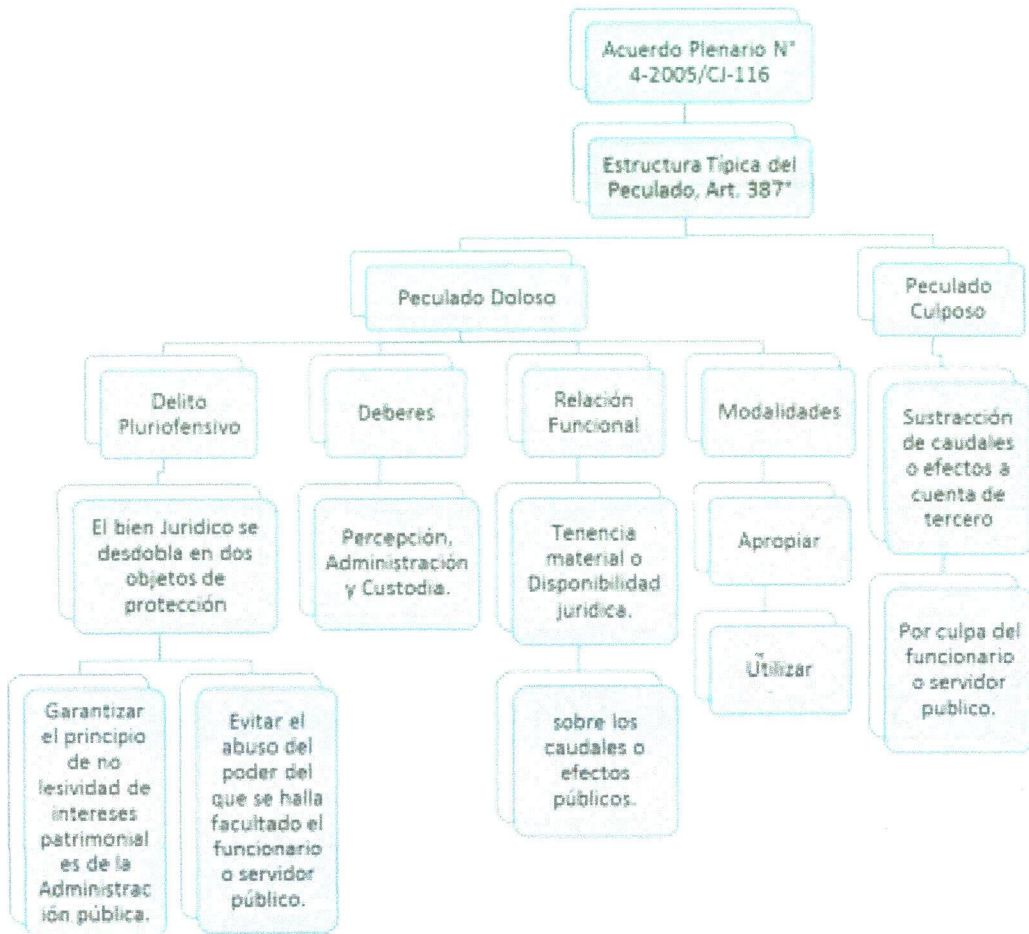 Acuerdo Plenario N°
4-2005/CJ-116
Estructura Típica del
Peculado, Art. 387°
Peculado Doloso
Peculado
Culposo
Delito
Pluriofensivo
Deberes
Relación
Funcional
Modalidades
Sustracción
de caudales
o efectos a
cuenta de
tercero
El bien Juridico se
desdobla en dos
objetos de
protección
Percepción,
Administración
y Custodia.
Tenencia
material o
Disponibilidad
juridica.
Apropiar
Por culpa del
funcionario
o servidor
publico.
Utilizar
Garantizar
el principio
de no
lesividad de
intereses
patrimonial
es de la
Administrac
ión pública.
Evitar el
abuso del
poder del
que se halla
facultado el
funcionario
o servidor
público.
sobre los
caudales o
efectos
públicos.